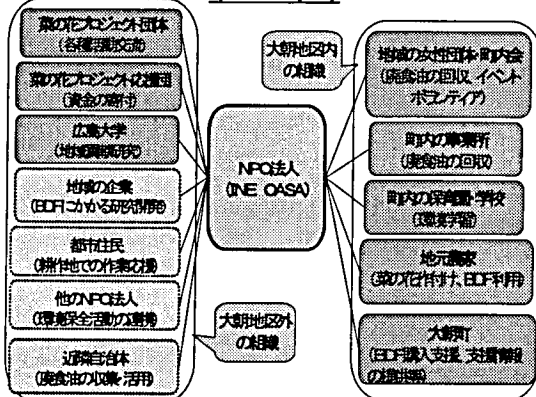 菜の花プロジェクト団体
(各種活動交流)
菜の花プロジェクト応援団
(資金の寄付)
広島大学
(地域環境研究)
地域の企業
(BDFにかかる研究開発)
都市住民
(耕作地での作業応援)
他のNPO法人
(環境保全活動の連携)
近隣自治体
(廃食油の収集・活用)
NPO法人
(INE OASA)
大朝地区内
の組織
大朝地区外
の組織
地域の女性団体・町内会
(廃食油の回収、イベント
ボランティア)
町内の事業所
(廃食油の回収)
町内の保育園・学校
(環境学習)
地元農家
(菜の花作付け、BDF利用)
大朝町
(BDF購入支援、支援情報
の提供等)